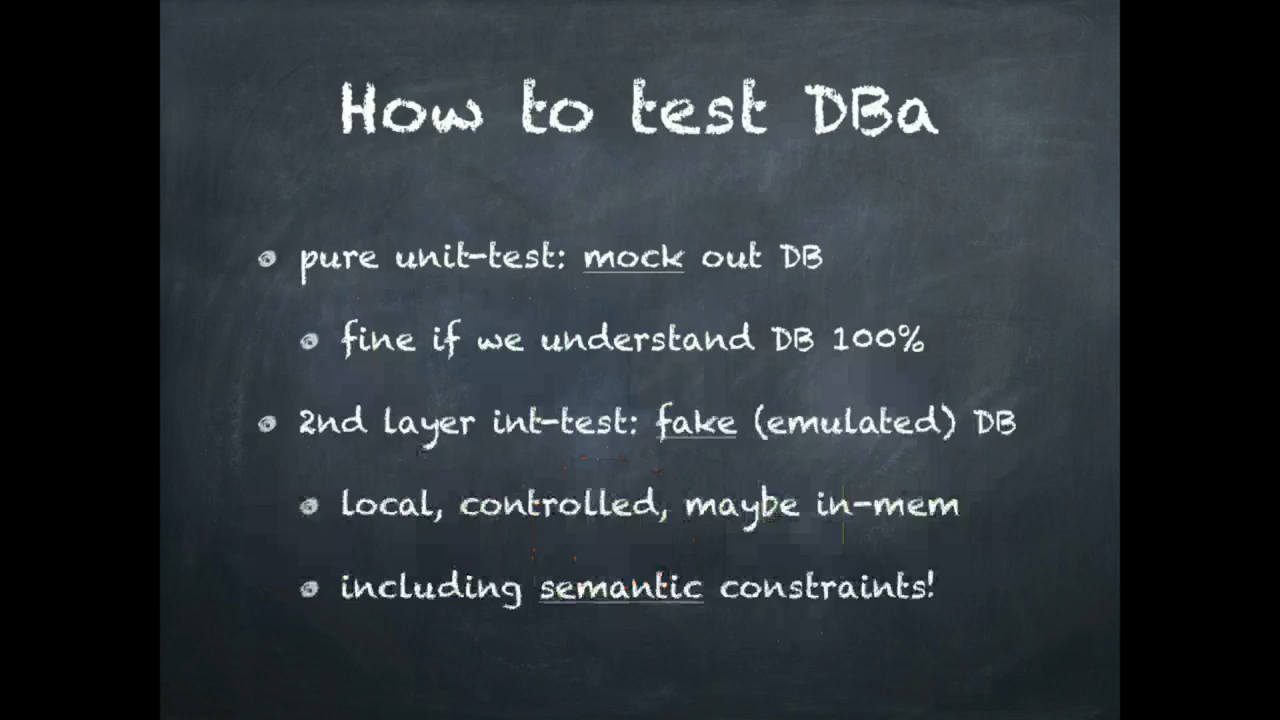 How to test DBa
pure unit-test: mock out DB
fine if we understand DB 100%
2nd layer int-test: fake (emulated) DB
local, controlled, maybe in-mem
including semantic constraints!